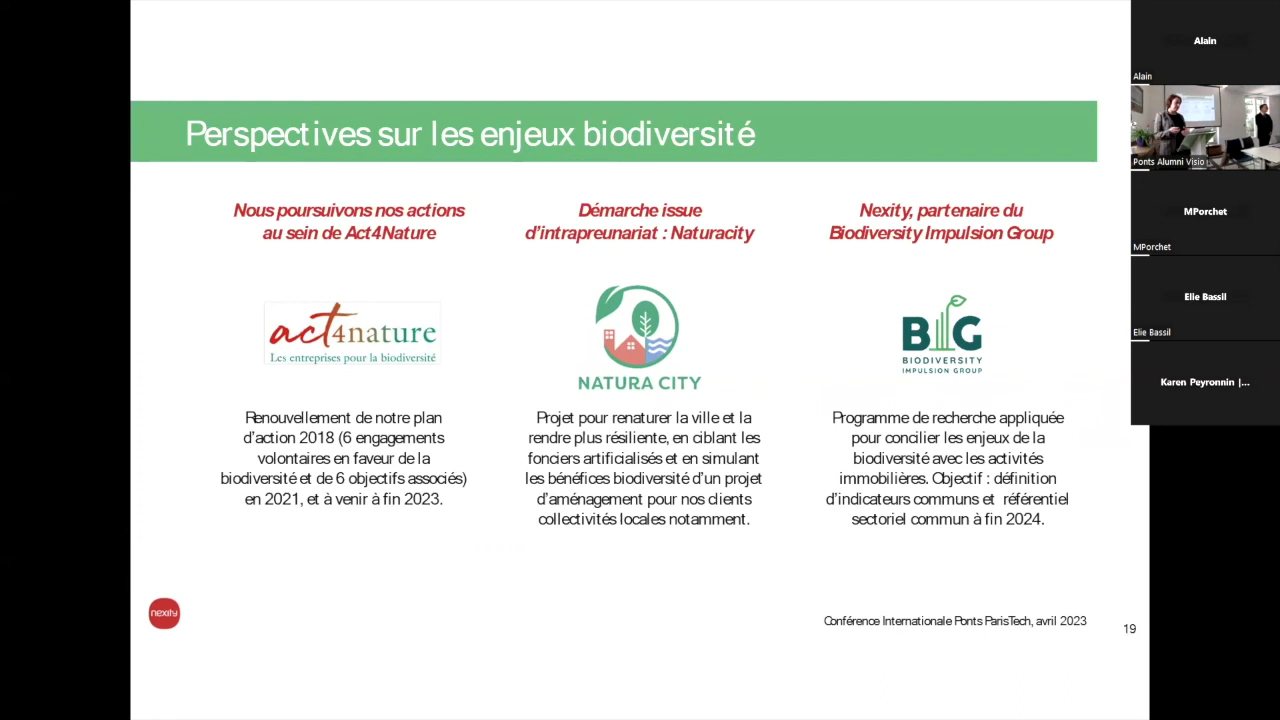 Perspectives sur les enjeux biodiversité
Nous poursuivons nos actions
au sein de Act4Nature
act4nature
Les entreprises pour la biodiversité
Renouvellement de notre plan
d'action 2018 (6 engagements
volontaires en faveur de la
biodiversité et de 6 objectifs associés)
en 2021, et à venir à fin 2023.
Démarche issue
d'intrapreunariat : Naturacity
NATURA CITY
Projet pour renaturer la ville et la
rendre plus résiliente, en ciblant les
fonciers artificialisés et en simulant
les bénéfices biodiversité d'un projet
d'aménagement pour nos clients
collectivités locales notamment.
Nexity, partenaire du
Biodiversity Impulsion Group
BIG
BIODIVERSITY
IMPULSION GROUP
Programme de recherche appliquée
pour concilier les enjeux de la
biodiversité avec les activités
immobilières. Objectif : définition
d'indicateurs communs et référentiel
sectoriel commun à fin 2024.
nexity
Conférence Internationale Ponts ParisTech, avril 2023
19
Alain
Alain
Ponts Alumni Visio
MPorchet
MPorchet
Elie Bassil
Elie Bassil
Karen Peyronnin |...